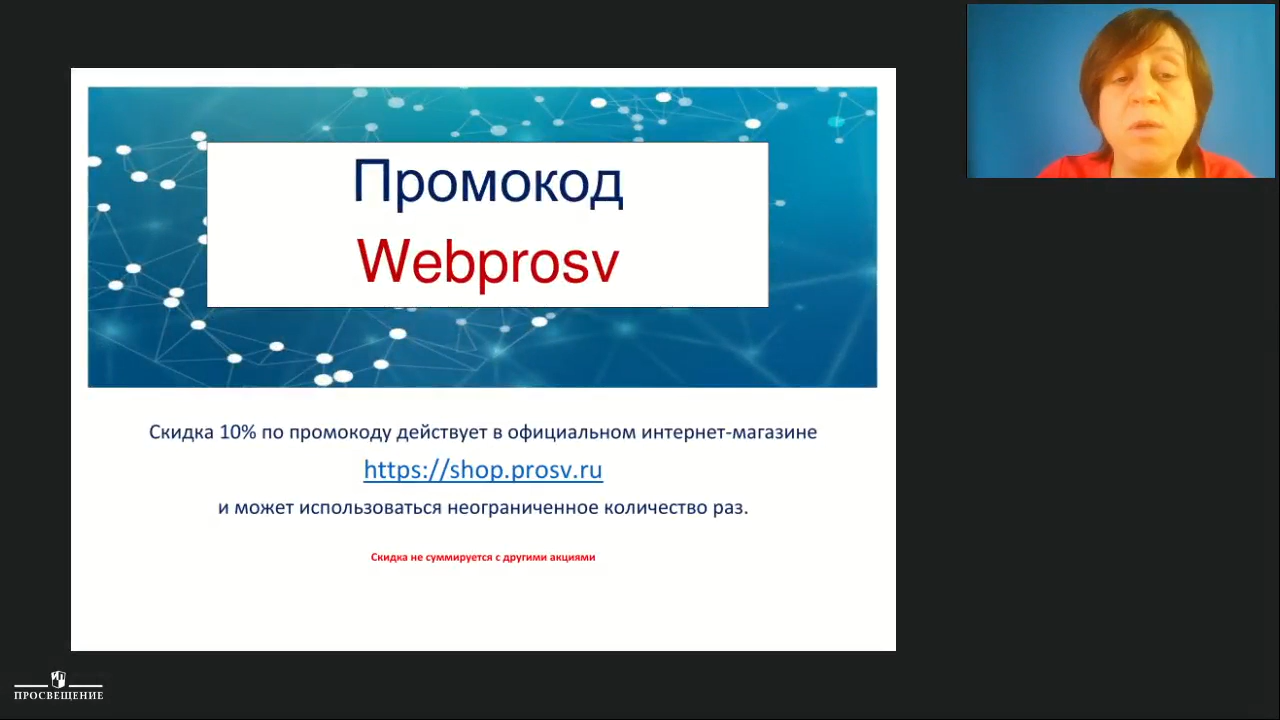 Промокод
Webprosv
Скидка 10% по промокоду действует в официальном интернет-магазине
https://shop.prosv.ru
и может использоваться неограниченное количество раз.
Скидка не суммируется с другими акциями
ПРОСВЕЩЕНИЕ